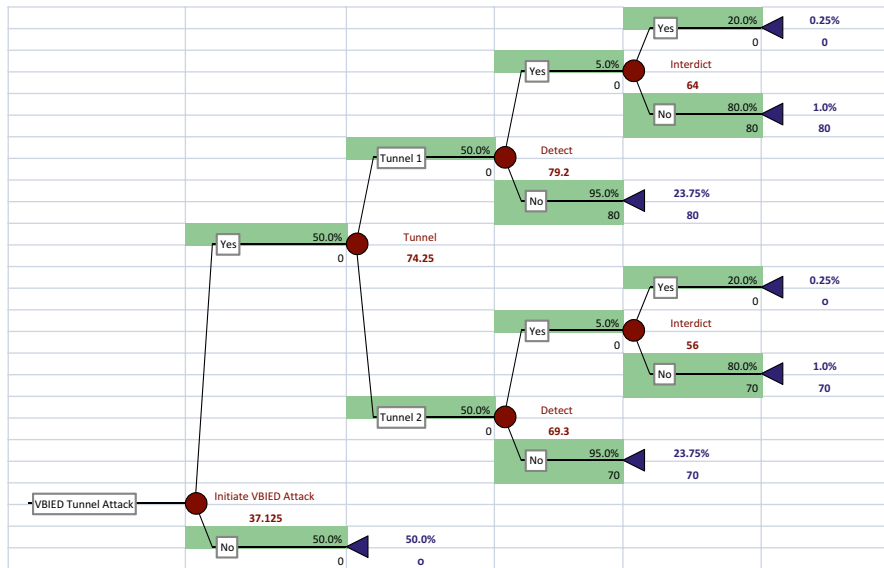 Yes 20.0% 0.25%
0 0
Yes 5.0% Interdict
0 64
No 80.0% 1.0%
80 80
Tunnel 1 50.0% Detect
0 79.2
No 95.0% 23.75%
80 80
Yes 50.0% Tunnel
0 74.25
Yes 20.0% 0.25%
0 o
Yes 5.0% Interdict
0 56
No 80.0% 1.0%
70 70
Tunnel 2 50.0% Detect
0 69.3
No 95.0% 23.75%
70 70
VBIED Tunnel Attack Initiate VBIED Attack
37.125
No 50.0% 50.0%
0 o